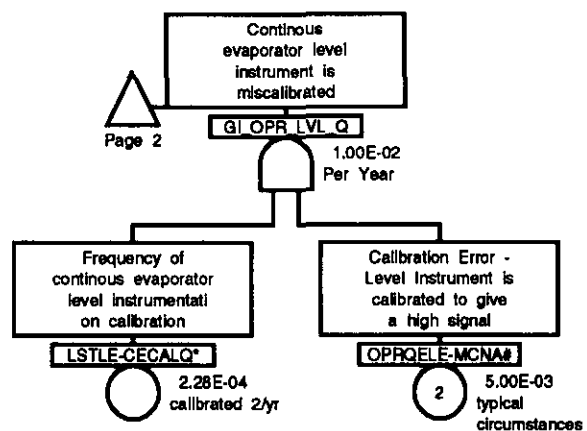 Continous
evaporator level
instrument is
miscalibrated
Page 2
GI_OPR_LVL_Q
1.00E-02
Per Year
Frequency of
continous evaporator
level instrumentati
on calibration
LSTLE-CECALQ*
2.28E-04
calibrated 2/yr
Calibration Error -
Level Instrument is
calibrated to give
a high signal
OPRQELE-MCNA#
2
5.00E-03
typical
circumstances